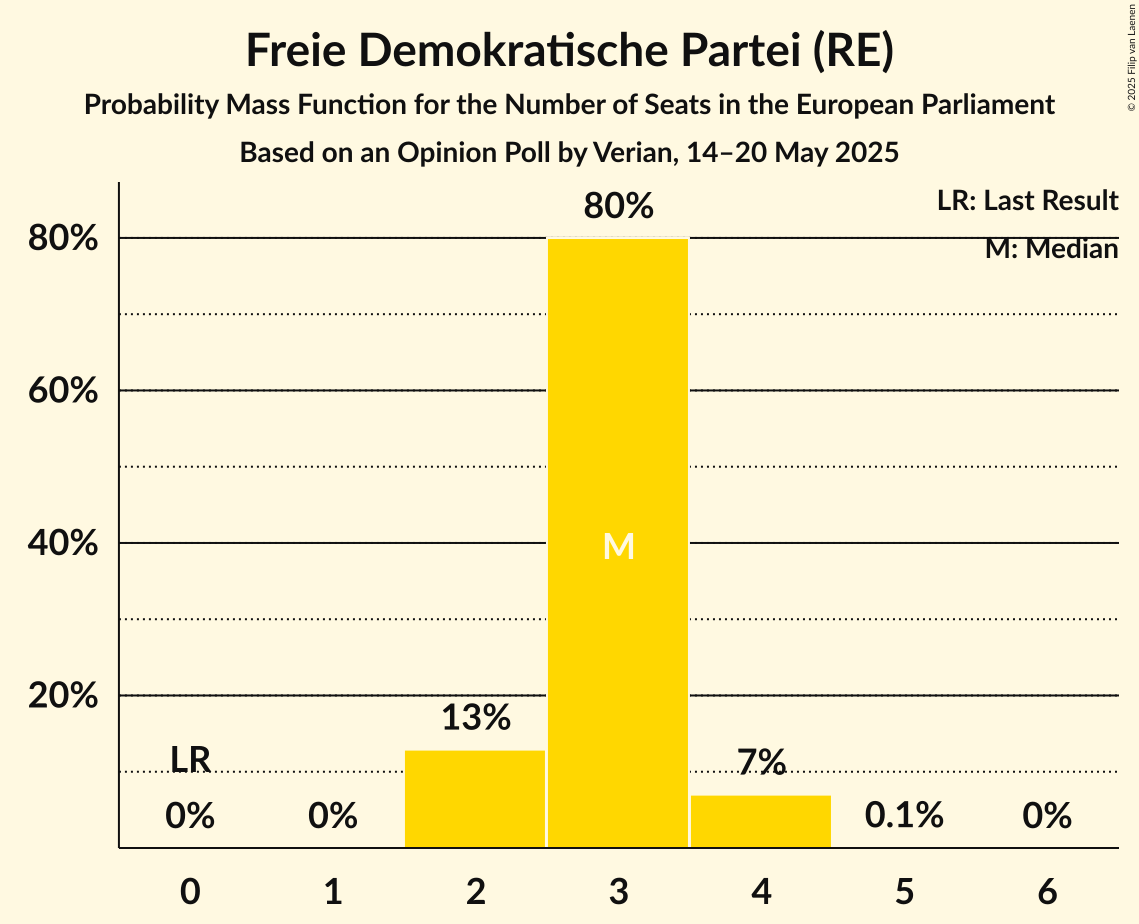 Freie Demokratische Partei (RE)
Probability Mass Function for the Number of Seats in the European Parliament
Based on an Opinion Poll by Verian, 14–20 May 2025
© 2025 Filip van Laenen
LR: Last Result
M: Median
80%
60%
40%
20%
LR
0%
0%
13%
80%
M
7%
0.1%
0%
0
1
2
3
4
5
6